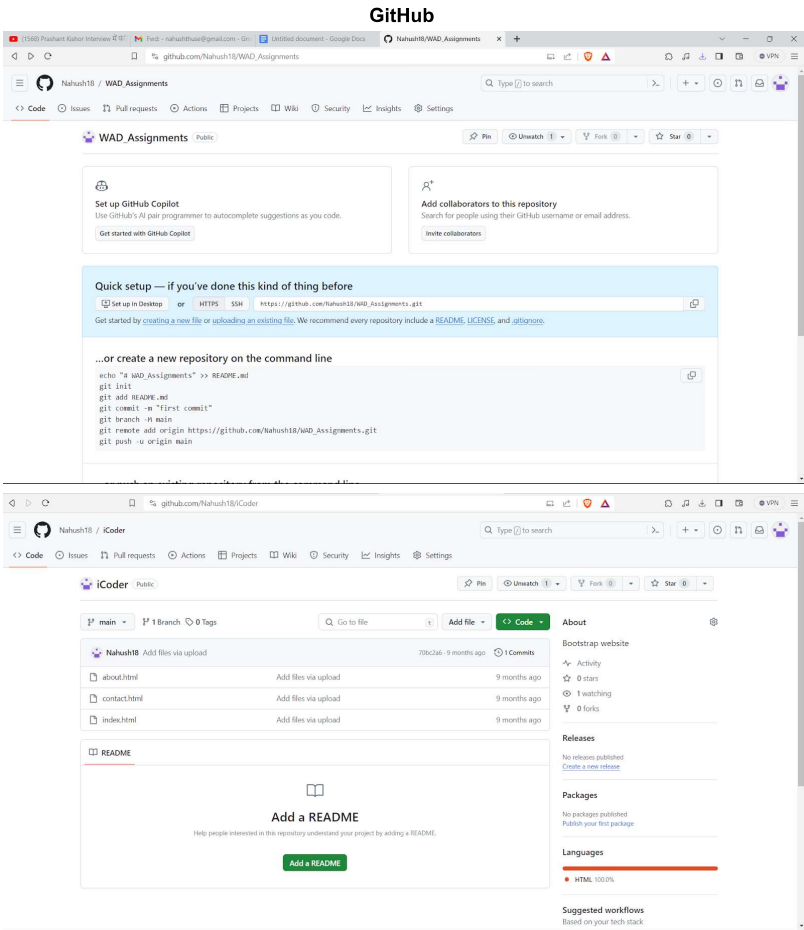 GitHub
(1566) Prashant Kishor Interview
Fwd: - nahushthuse@gmail.com - Gm
Untitled document - Google Docs
Nahush18/WAD_Assignments
github.com/Nahush18/WAD_Assignments
VPN
Nahush18 / WAD_Assignments
Type / to search
Code Issues Pull requests Actions Projects Wiki Security Insights Settings
WAD_Assignments Public
Pin Unwatch 1 Fork 0 Star 0
Set up GitHub Copilot
Use GitHub's AI pair programmer to autocomplete suggestions as you code.
Get started with GitHub Copilot
Add collaborators to this repository
Search for people using their GitHub username or email address.
Invite collaborators
Quick setup — if you've done this kind of thing before
Set up in Desktop or HTTPS SSH https://github.com/Nahush18/WAD_Assignments.git
Get started by creating a new file or uploading an existing file. We recommend every repository include a README, LICENSE, and .gitignore.
...or create a new repository on the command line
echo "# WAD_Assignments" >> README.md
git init
git add README.md
git commit -m "first commit"
git branch -M main
git remote add origin https://github.com/Nahush18/WAD_Assignments.git
git push -u origin main
github.com/Nahush18/iCoder
VPN
Nahush18 / iCoder
Type / to search
Code Issues Pull requests Actions Projects Wiki Security Insights Settings
iCoder Public
Pin Unwatch 1 Fork 0 Star 0
main 1 Branch 0 Tags
Go to file t
Add file Code
Nahush18 Add files via upload
70bc2a6 · 9 months ago 1 Commits
about.html Add files via upload 9 months ago
contact.html Add files via upload 9 months ago
index.html Add files via upload 9 months ago
README
Add a README
Help people interested in this repository understand your project by adding a README.
Add a README
About
Bootstrap website
Activity
0 stars
1 watching
0 forks
Releases
No releases published
Create a new release
Packages
No packages published
Publish your first package
Languages
HTML 100.0%
Suggested workflows
Based on your tech stack